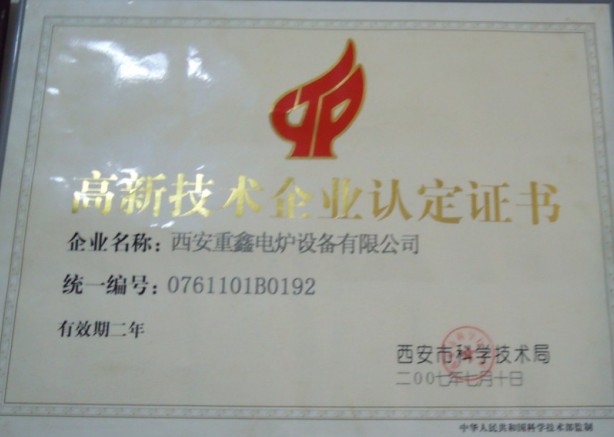 高新技术企业认定证书
企业名称：西安重鑫电炉设备有限公司
统一编号：0761101B0192
有效期二年
西安市科学技术局
二00七年七月十日
中华人民共和国科学技术部监制